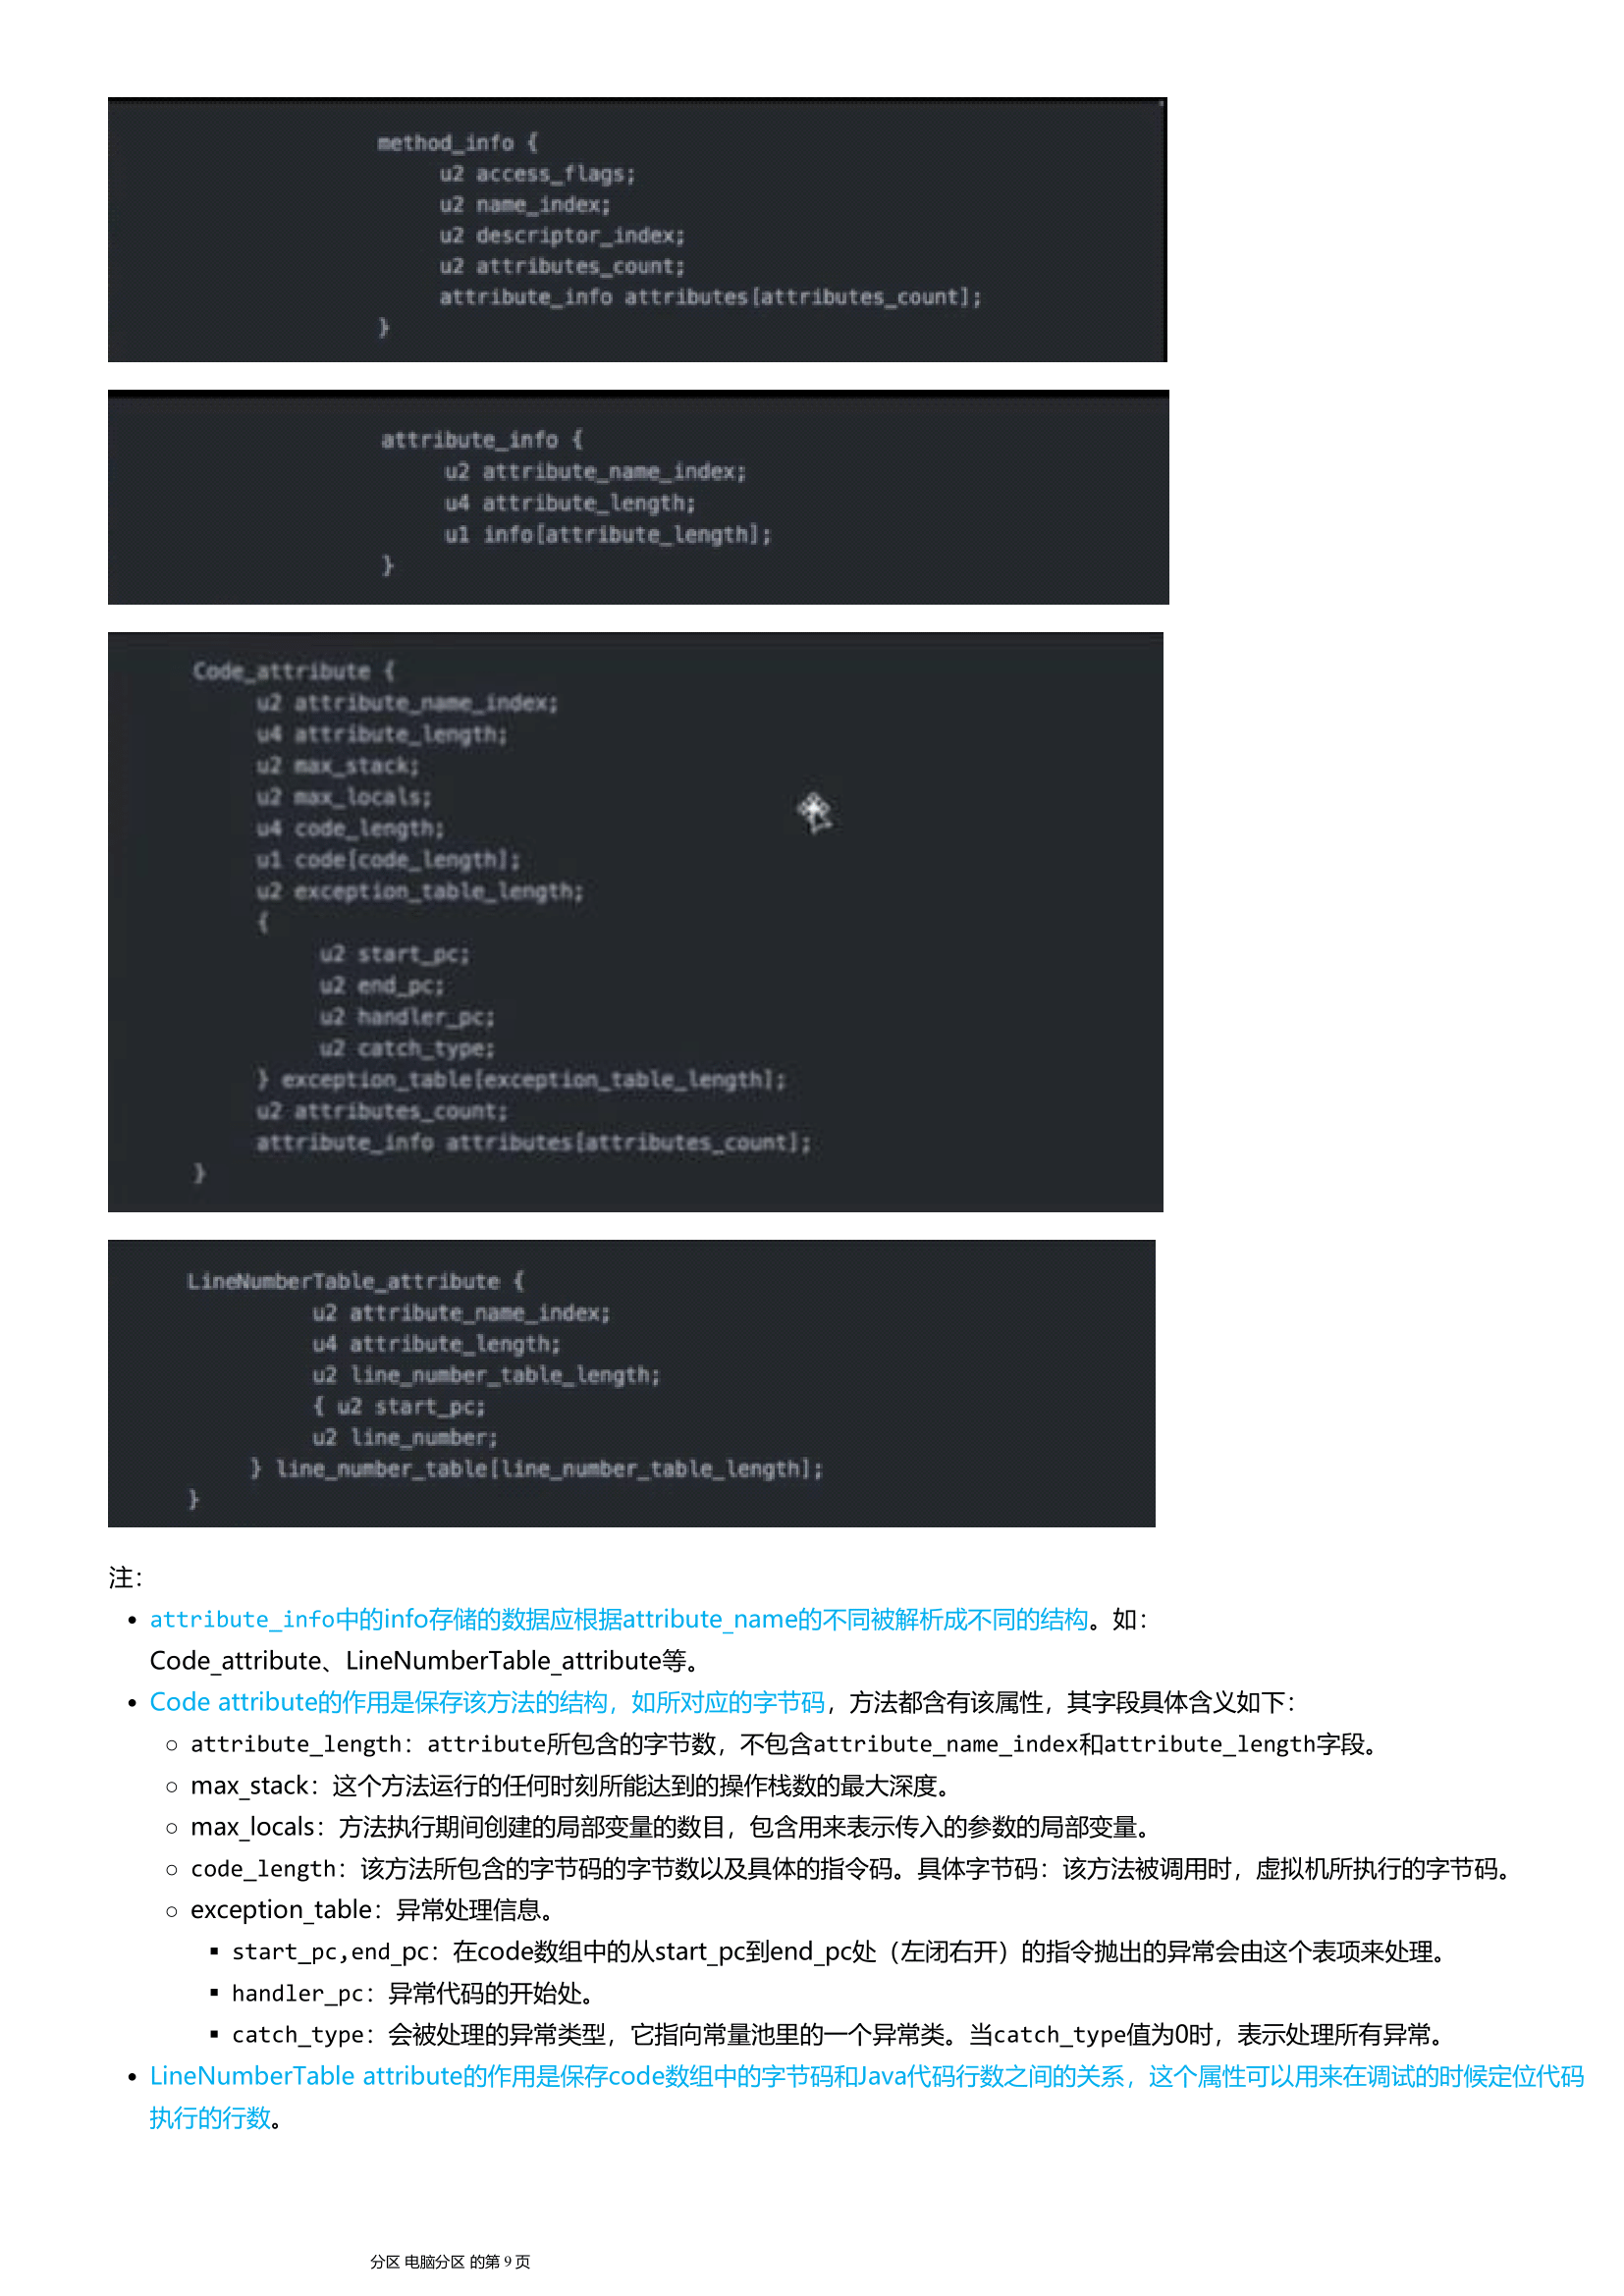 method_info {
u2 access_flags;
u2 name_index;
u2 descriptor_index;
u2 attributes_count;
attribute_info attributes[attributes_count];
}
attribute_info {
u2 attribute_name_index;
u4 attribute_length;
u1 info[attribute_length];
}
Code_attribute {
u2 attribute_name_index;
u4 attribute_length;
u2 max_stack;
u2 max_locals;
u4 code_length;
u1 code[code_length];
u2 exception_table_length;
{
u2 start_pc;
u2 end_pc;
u2 handler_pc;
u2 catch_type;
} exception_table[exception_table_length];
u2 attributes_count;
attribute_info attributes[attributes_count];
}
LineNumberTable_attribute {
u2 attribute_name_index;
u4 attribute_length;
u2 line_number_table_length;
{ u2 start_pc;
u2 line_number;
} line_number_table[line_number_table_length];
}
注：
• attribute_info中的info存储的数据应根据attribute_name的不同被解析成不同的结构。如：
Code_attribute、LineNumberTable_attribute等。
• Code attribute的作用是保存该方法的结构，如所对应的字节码，方法都含有该属性，其字段具体含义如下：
○ attribute_length：attribute所包含的字节数，不包含attribute_name_index和attribute_length字段。
○ max_stack：这个方法运行的任何时刻所能达到的操作栈数的最大深度。
○ max_locals：方法执行期间创建的局部变量的数目，包含用来表示传入的参数的局部变量。
○ code_length：该方法所包含的字节码的字节数以及具体的指令码。具体字节码：该方法被调用时，虚拟机所执行的字节码。
○ exception_table：异常处理信息。
▪ start_pc,end_pc：在code数组中的从start_pc到end_pc处（左闭右开）的指令抛出的异常会由这个表项来处理。
▪ handler_pc：异常代码的开始处。
▪ catch_type：会被处理的异常类型，它指向常量池里的一个异常类。当catch_type值为0时，表示处理所有异常。
• LineNumberTable attribute的作用是保存code数组中的字节码和Java代码行数之间的关系，这个属性可以用来在调试的时候定位代码
执行的行数。
分区 电脑分区 的第 9 页